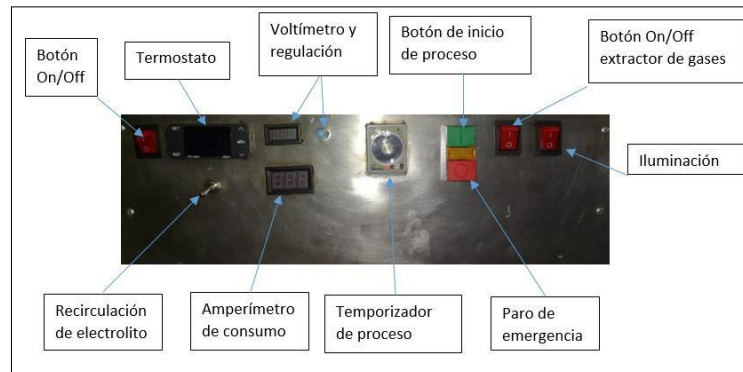 Botón
On/Off
Termostato
Voltímetro y
regulación
Botón de inicio
de proceso
Botón On/Off
extractor de gases
Iluminación
Recirculación
de electrolito
Amperímetro
de consumo
Temporizador
de proceso
Paro de
emergencia